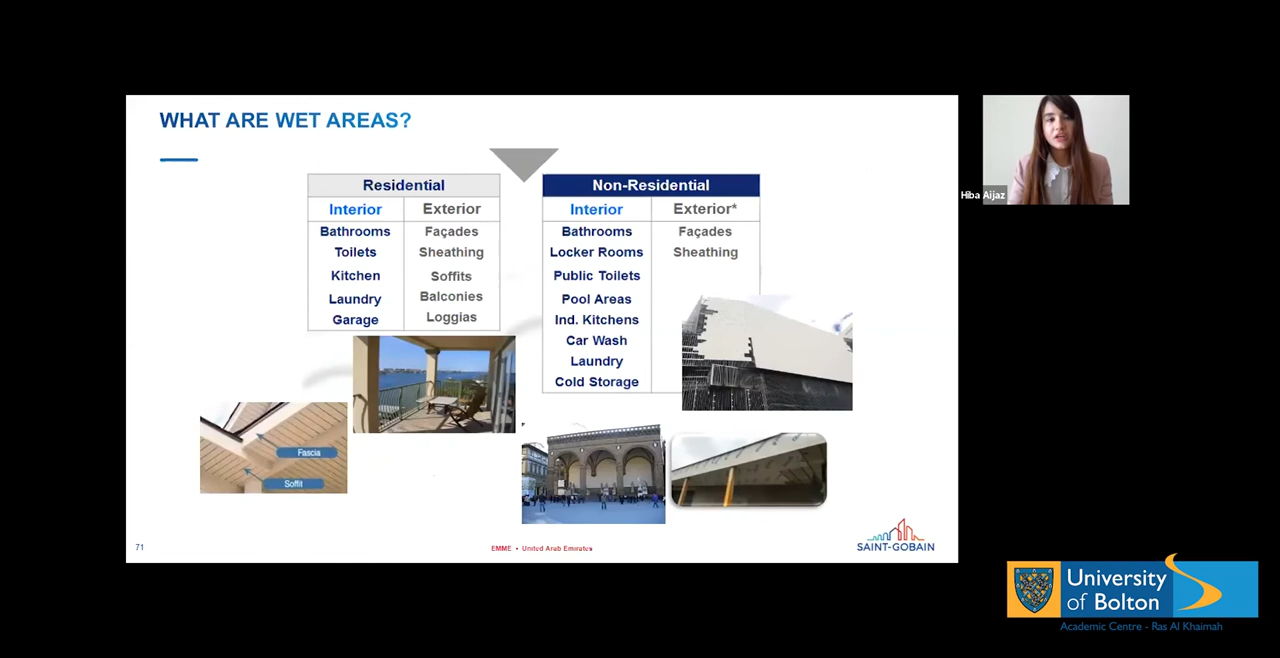 WHAT ARE WET AREAS?
Residential
Interior Exterior
Bathrooms Façades
Toilets Sheathing
Kitchen Soffits
Laundry Balconies
Garage Loggias
Non-Residential
Interior Exterior*
Bathrooms Façades
Locker Rooms Sheathing
Public Toilets
Pool Areas
Ind. Kitchens
Car Wash
Laundry
Cold Storage
Fascia
Soffit
71
EMME • United Arab Emirates
SAINT-GOBAIN
Hiba Aijaz
University
of Bolton
Academic Centre - Ras Al Khaimah